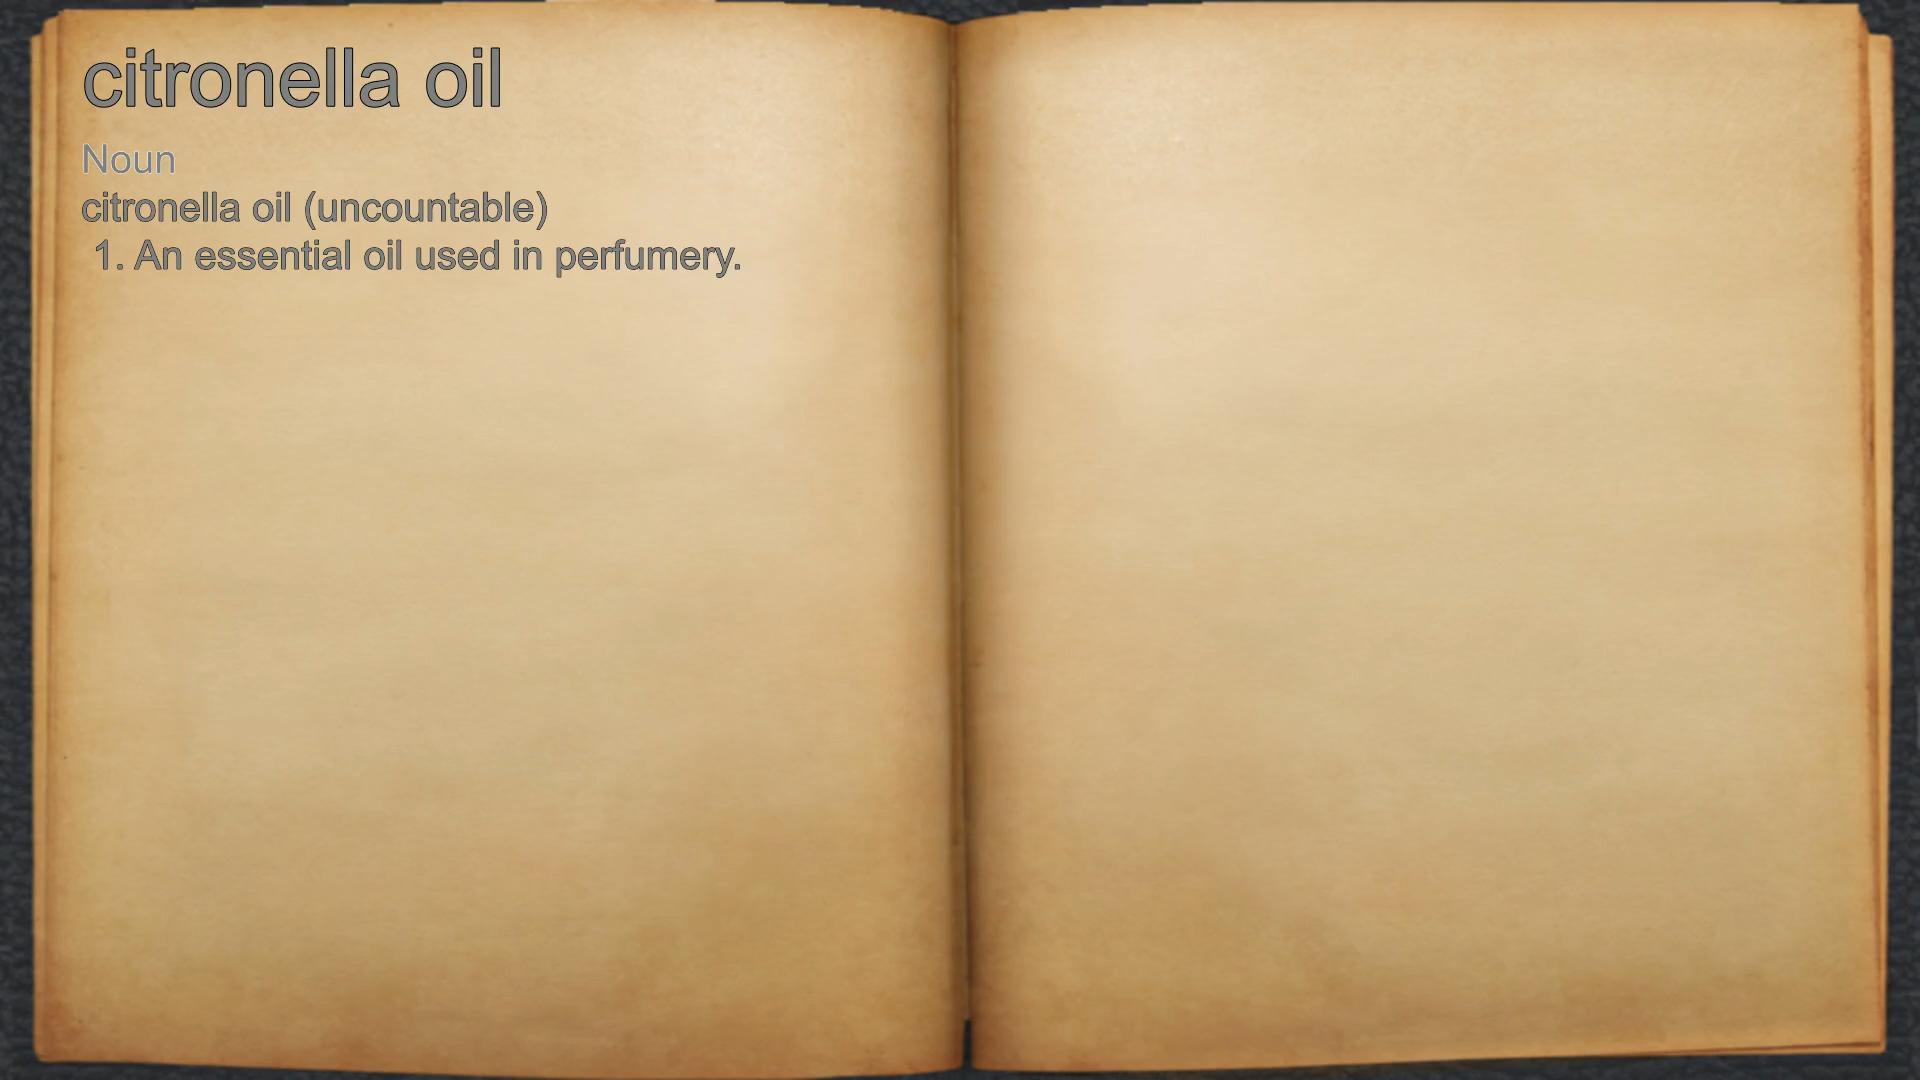 citronella oil
Noun
citronella oil (uncountable)
1. An essential oil used in perfumery.